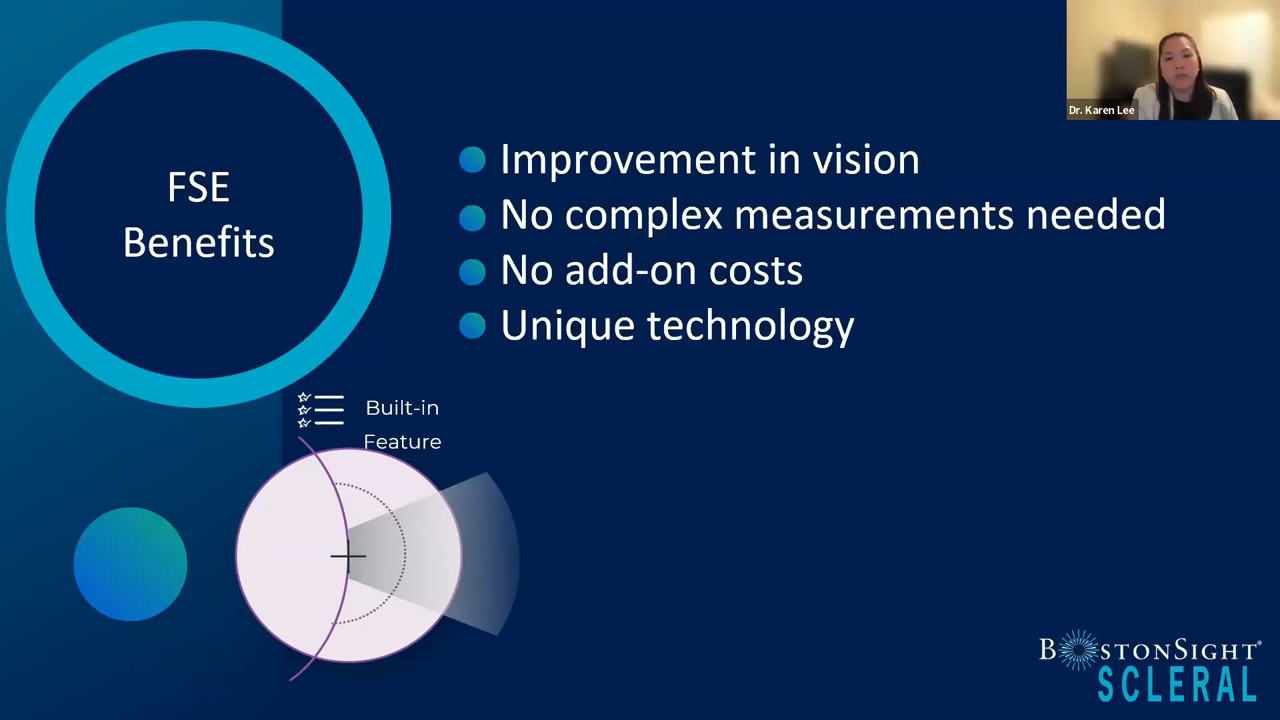 FSE
Benefits
Improvement in vision
No complex measurements needed
No add-on costs
Unique technology
Built-in
Feature
Dr. Karen Lee
BOSTONSIGHT®
SCLERAL